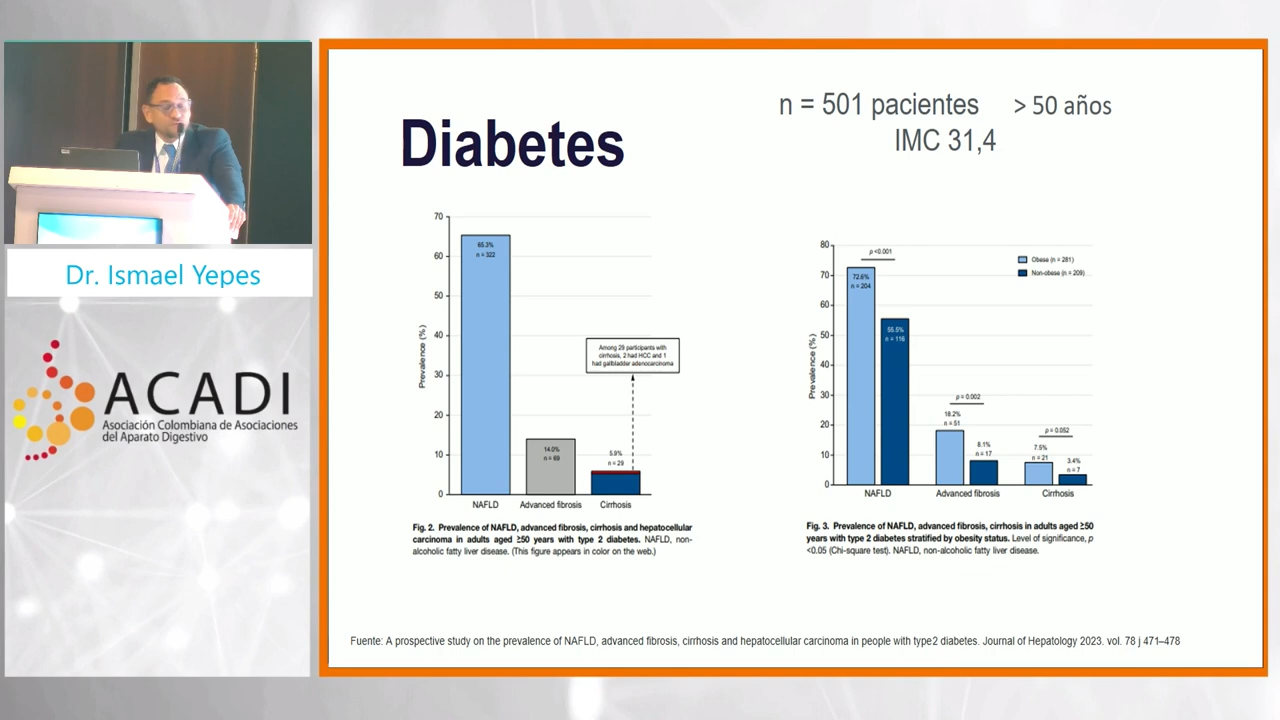 Dr. Ismael Yepes
ACADI
Asociación Colombiana de Asociaciones
del Aparato Digestivo
Diabetes
n = 501 pacientes > 50 años
IMC 31,4
70
60
50
40
30
20
10
0
Prevalence (%)
65.3%
n = 322
14.0%
n = 69
5.9%
n = 29
Among 29 participants with
cirrhosis, 2 had HCC and 1
had gallbladder adenocarcinoma
NAFLD
Advanced fibrosis
Cirrhosis
Fig. 2. Prevalence of NAFLD, advanced fibrosis, cirrhosis and hepatocellular
carcinoma in adults aged ≥50 years with type 2 diabetes. NAFLD, non-
alcoholic fatty liver disease. (This figure appears in color on the web.)
80
70
60
50
40
30
20
10
0
Prevalence (%)
p <0.001
Obese (n = 281)
Non-obese (n = 209)
72.6%
n = 204
55.5%
n = 116
p = 0.002
18.2%
n = 51
8.1%
n = 17
p = 0.052
7.5%
n = 21
3.4%
n = 7
NAFLD
Advanced fibrosis
Cirrhosis
Fig. 3. Prevalence of NAFLD, advanced fibrosis, cirrhosis in adults aged ≥50
years with type 2 diabetes stratified by obesity status. Level of significance, p
<0.05 (Chi-square test). NAFLD, non-alcoholic fatty liver disease.
Fuente: A prospective study on the prevalence of NAFLD, advanced fibrosis, cirrhosis and hepatocellular carcinoma in people with type2 diabetes. Journal of Hepatology 2023. vol. 78 j 471–478